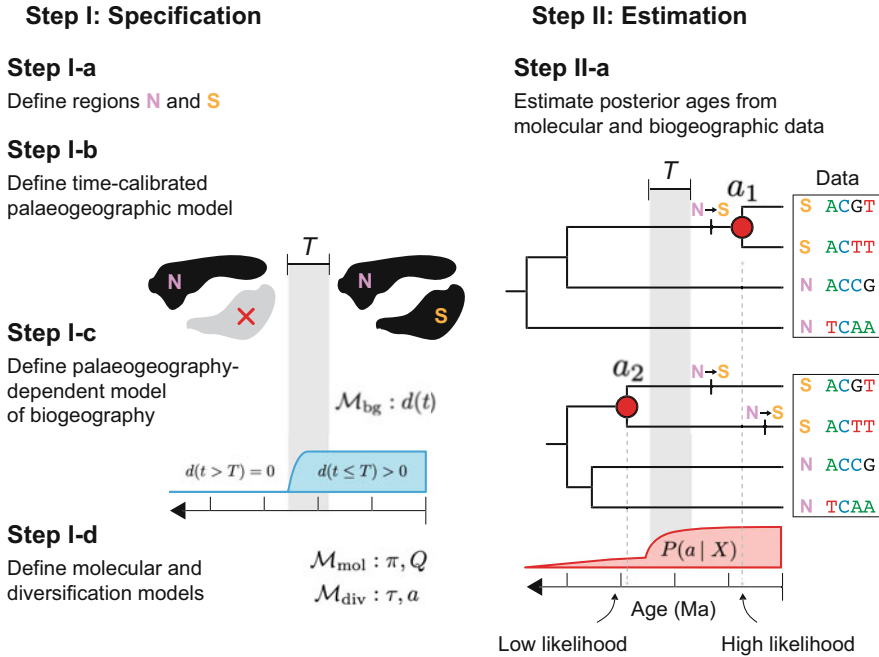 Step I: Specification
Step I-a
Define regions N and S
Step I-b
Define time-calibrated
palaeogeographic model
T
N
N
S
Step I-c
Define palaeogeography-
dependent model
of biogeography
M_bg : d(t)
d(t > T) = 0
d(t ≤ T) > 0
Step I-d
Define molecular and
diversification models
M_mol : π, Q
M_div : τ, a
Step II: Estimation
Step II-a
Estimate posterior ages from
molecular and biogeographic data
T
N→S
a₁
Data
S ACGT
S ACTT
N ACCG
N TCAA
a₂
N→S
N→S
S ACGT
S ACTT
N ACCG
N TCAA
P(a | X)
Age (Ma)
Low likelihood
High likelihood